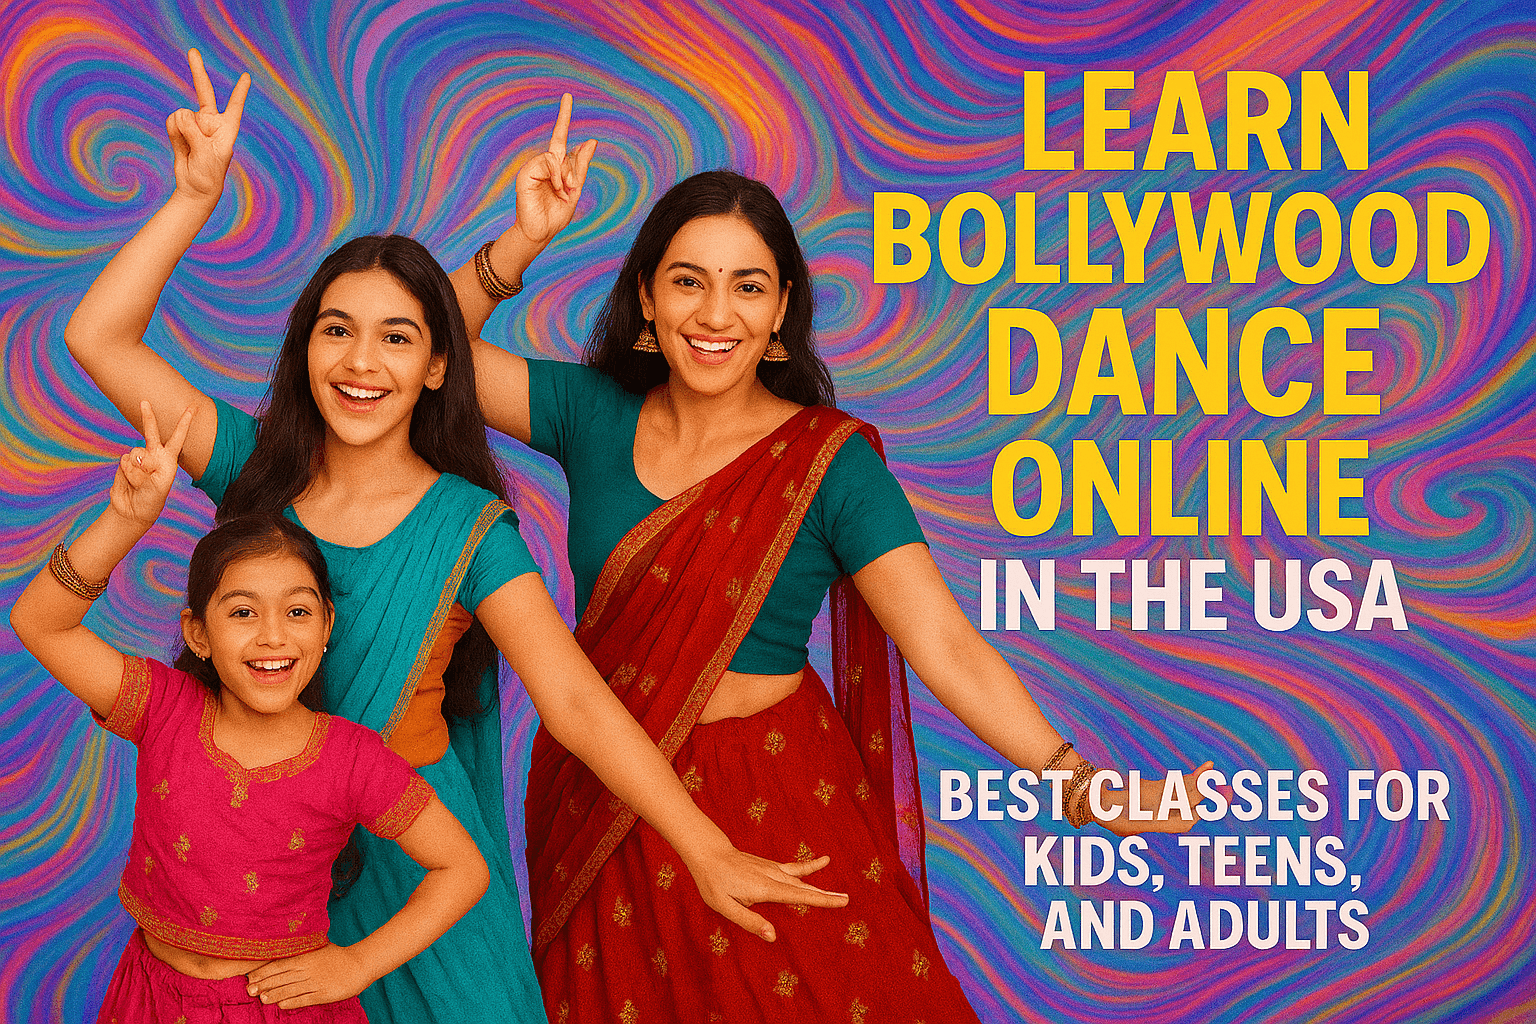 LEARN
BOLLYWOOD
DANCE
ONLINE
IN THE USA
BEST CLASSES FOR
KIDS, TEENS,
AND ADULTS